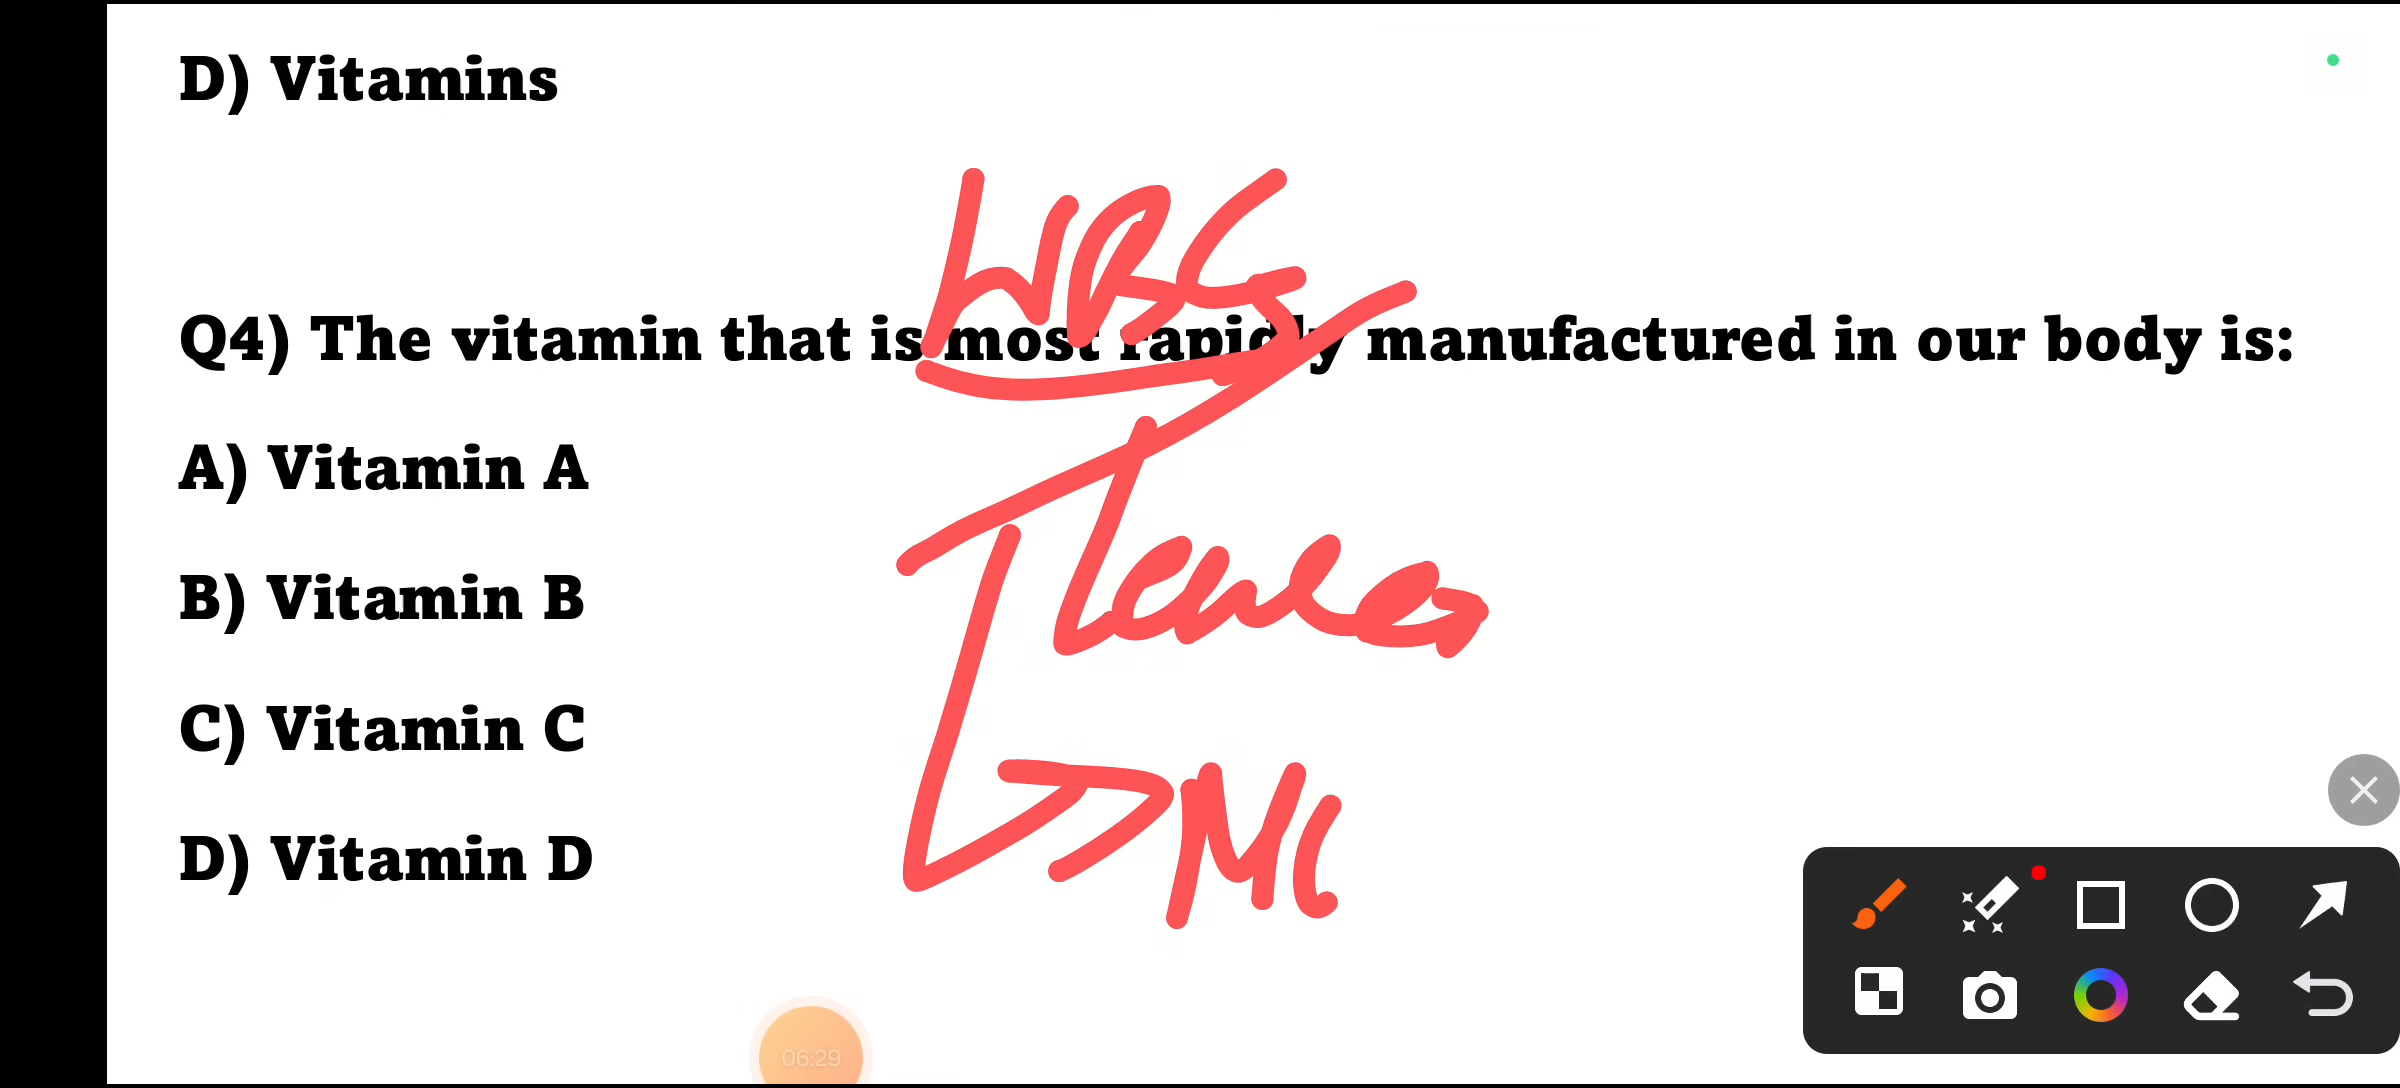 D) Vitamins
WBC
Q4) The vitamin that is most rapidly manufactured in our body is:
A) Vitamin A
B) Vitamin B
C) Vitamin C
D) Vitamin D
06:29